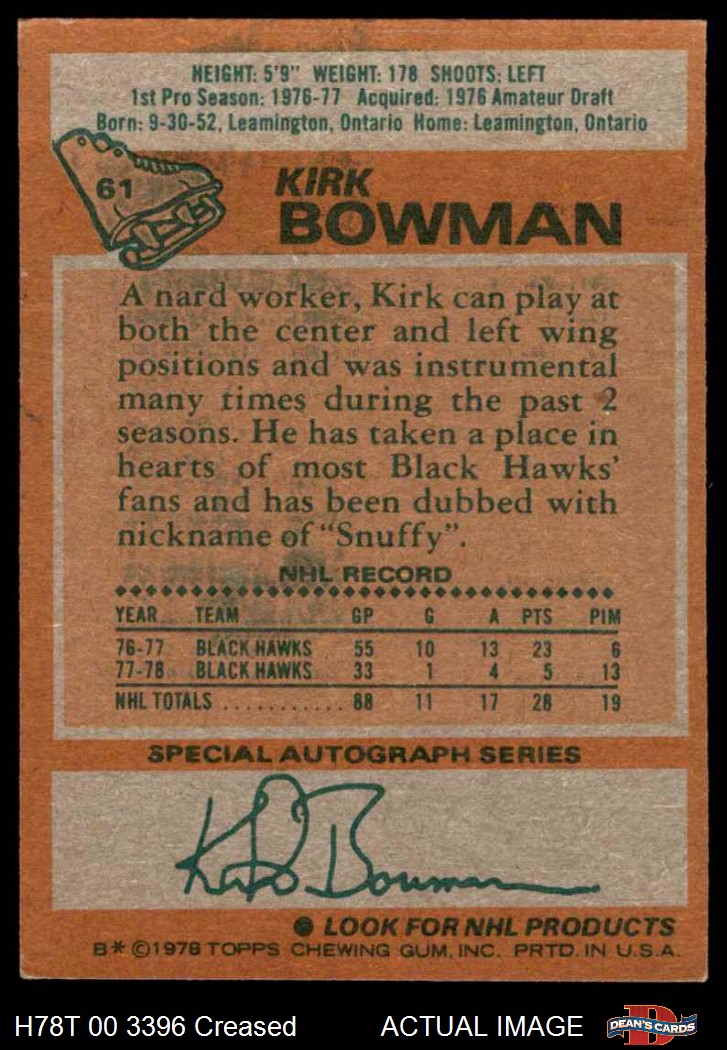 HEIGHT: 5'9" WEIGHT: 178 SHOOTS: LEFT
1st Pro Season: 1976-77 Acquired: 1976 Amateur Draft
Born: 9-30-52, Leamington, Ontario Home: Leamington, Ontario
61
KIRK
BOWMAN
A nard worker, Kirk can play at
both the center and left wing
positions and was instrumental
many times during the past 2
seasons. He has taken a place in
hearts of most Black Hawks'
fans and has been dubbed with
nickname of "Snuffy".
NHL RECORD
YEAR TEAM GP G A PTS PIM
76-77 BLACK HAWKS 55 10 13 23 6
77-78 BLACK HAWKS 33 1 4 5 13
NHL TOTALS ........... 88 11 17 28 19
SPECIAL AUTOGRAPH SERIES
Kirk Bowman
● LOOK FOR NHL PRODUCTS
B* ©1978 TOPPS CHEWING GUM, INC. PRTD. IN U.S.A.
H78T 00 3396 Creased ACTUAL IMAGE
D
DEAN'S CARDS